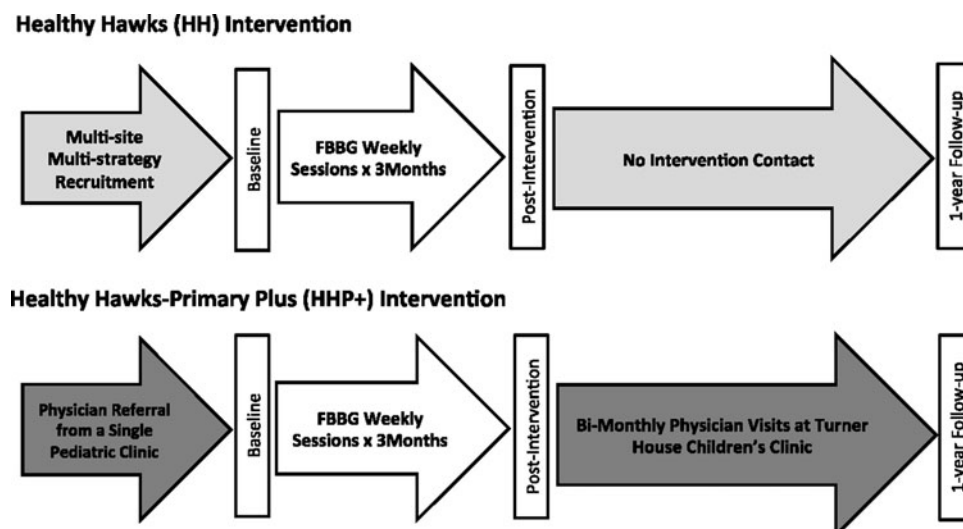 Healthy Hawks (HH) Intervention
Multi-site
Multi-strategy
Recruitment
Baseline
FBBG Weekly
Sessions x 3Months
Post-Intervention
No Intervention Contact
1-year Follow-up
Healthy Hawks-Primary Plus (HHP+) Intervention
Physician Referral
from a Single
Pediatric Clinic
Baseline
FBBG Weekly
Sessions x 3Months
Post-Intervention
Bi-Monthly Physician Visits at Turner
House Children's Clinic
1-year Follow-up